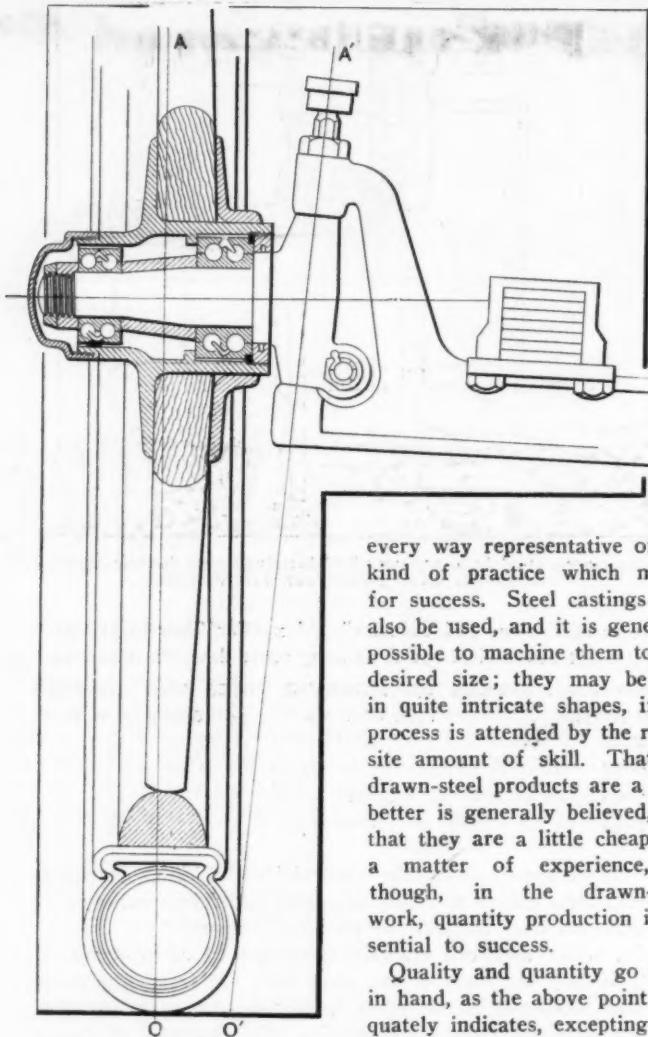 A A'
every way representative o
kind of practice which m
for success. Steel castings
also be used, and it is gene
possible to machine them to
desired size; they may be
in quite intricate shapes, i
process is attended by the r
site amount of skill. That
drawn-steel products are a
better is generally believed,
that they are a little cheap
a matter of experience,
though, in the drawn-
work, quantity production i
sential to success.
Quality and quantity go
in hand, as the above point
quately indicates, excepting
O O'